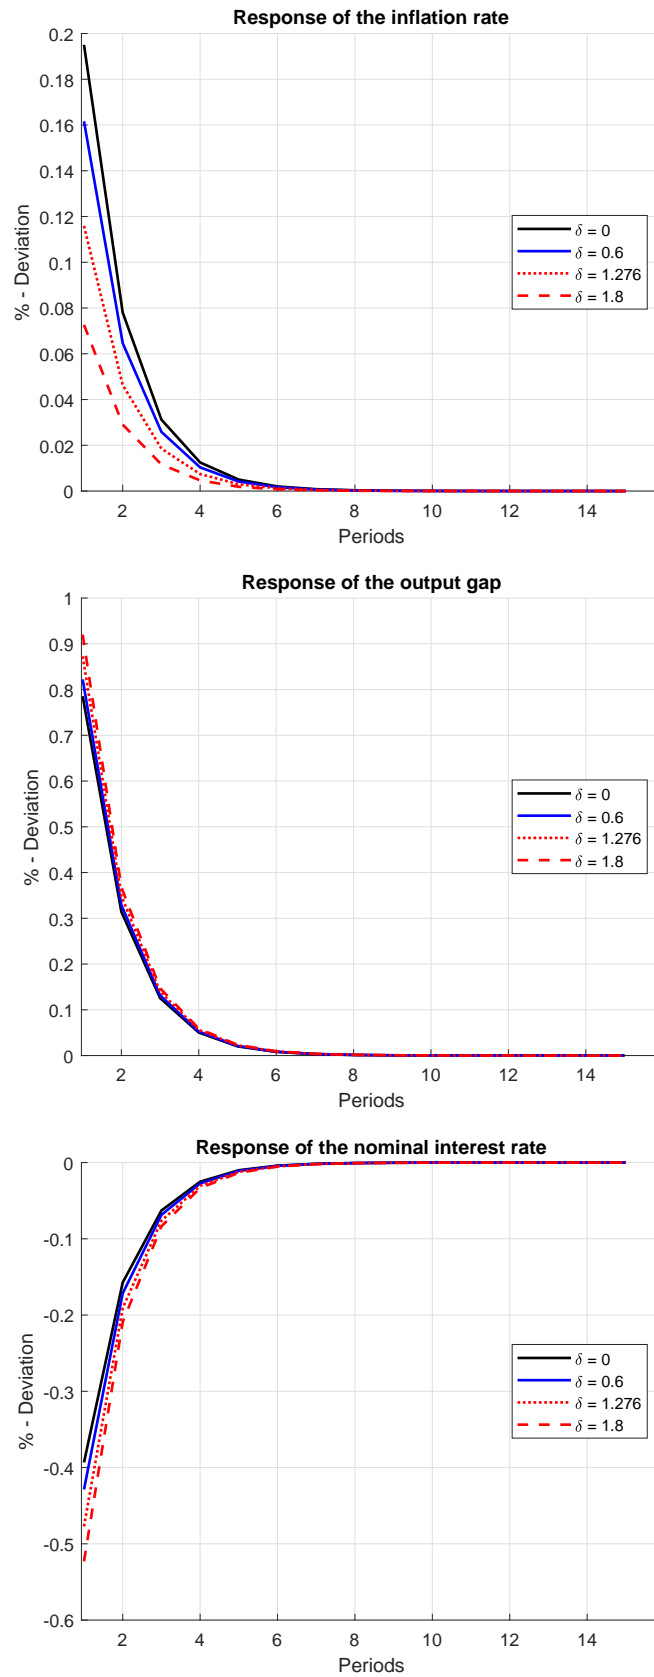 Response of the inflation rate
0.2
0.18
0.16
0.14
0.12
0.1
0.08
0.06
0.04
0.02
0
% - Deviation
δ = 0
δ = 0.6
δ = 1.276
δ = 1.8
2 4 6 8 10 12 14
Periods
Response of the output gap
1
0.9
0.8
0.7
0.6
0.5
0.4
0.3
0.2
0.1
0
% - Deviation
δ = 0
δ = 0.6
δ = 1.276
δ = 1.8
2 4 6 8 10 12 14
Periods
Response of the nominal interest rate
0
-0.1
-0.2
-0.3
-0.4
-0.5
-0.6
% - Deviation
δ = 0
δ = 0.6
δ = 1.276
δ = 1.8
2 4 6 8 10 12 14
Periods